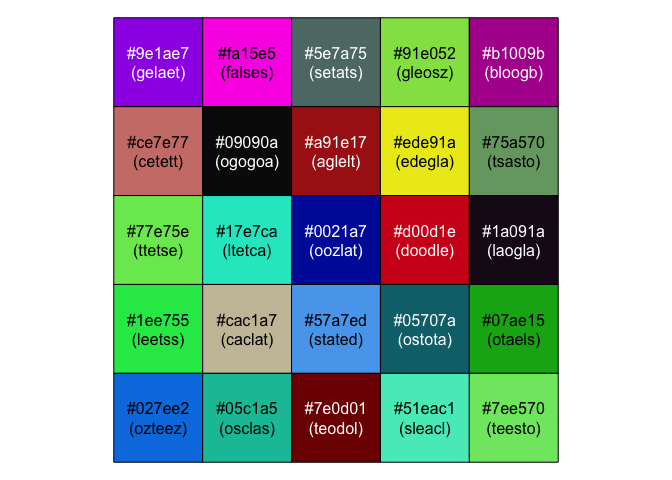 #9e1ae7 #fa15e5 #5e7a75 #91e052 #b1009b
(gelaet) (falses) (setats) (gleosz) (bloogb)
#ce7e77 #09090a #a91e17 #ede91a #75a570
(cetett) (ogogoa) (aglelt) (edegla) (tsasto)
#77e75e #17e7ca #0021a7 #d00d1e #1a091a
(ttetse) (ltetca) (oozlat) (doodle) (laogla)
#1ee755 #cac1a7 #57a7ed #05707a #07ae15
(leetss) (caclat) (stated) (ostota) (otaels)
#027ee2 #05c1a5 #7e0d01 #51eac1 #7ee570
(ozteez) (osclas) (teodol) (sleacl) (teesto)